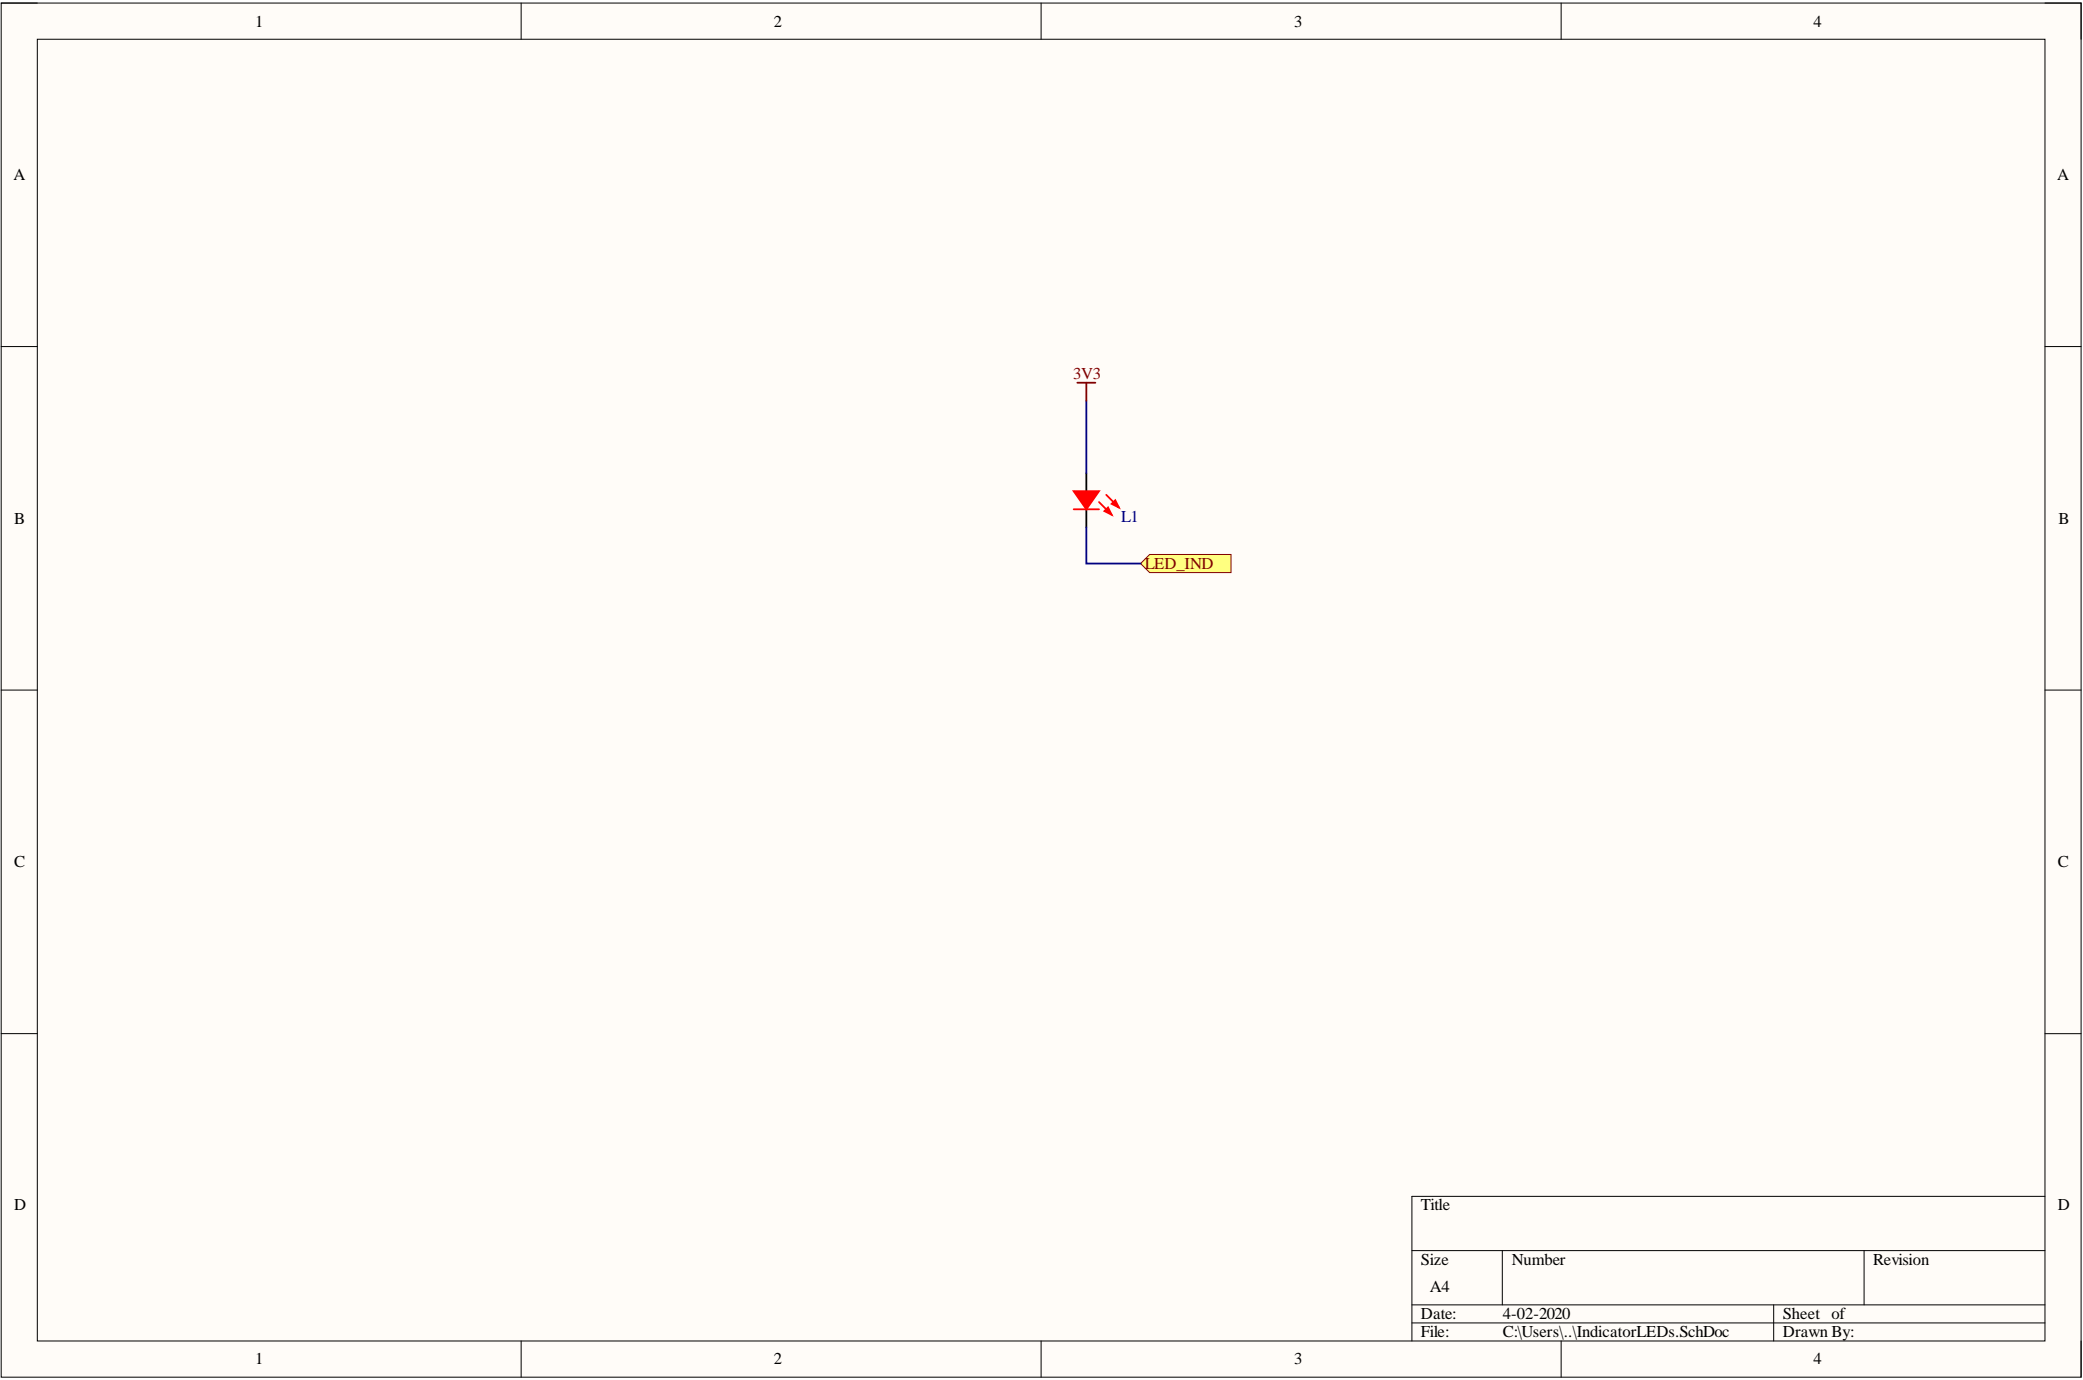 1 2 3 4
A A
3V3
B B
L1
LED_IND
C C
D D
Title
Size Number Revision
A4
Date: 4-02-2020 Sheet of
File: C:\Users\..\IndicatorLEDs.SchDoc Drawn By:
1 2 3 4